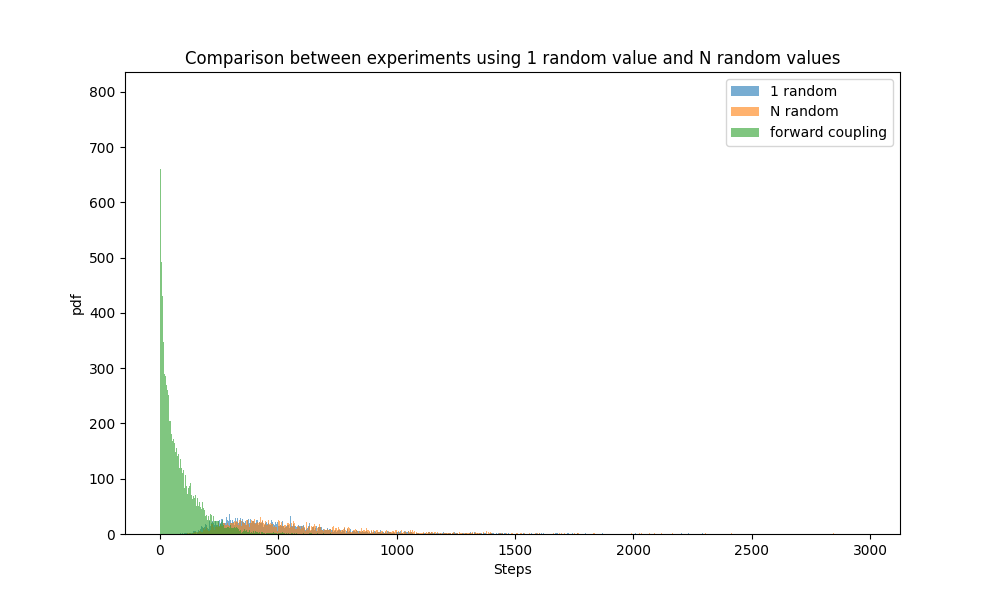 Comparison between experiments using 1 random value and N random values
800
700
600
500
400
300
200
100
0
pdf
1 random
N random
forward coupling
0 500 1000 1500 2000 2500 3000
Steps